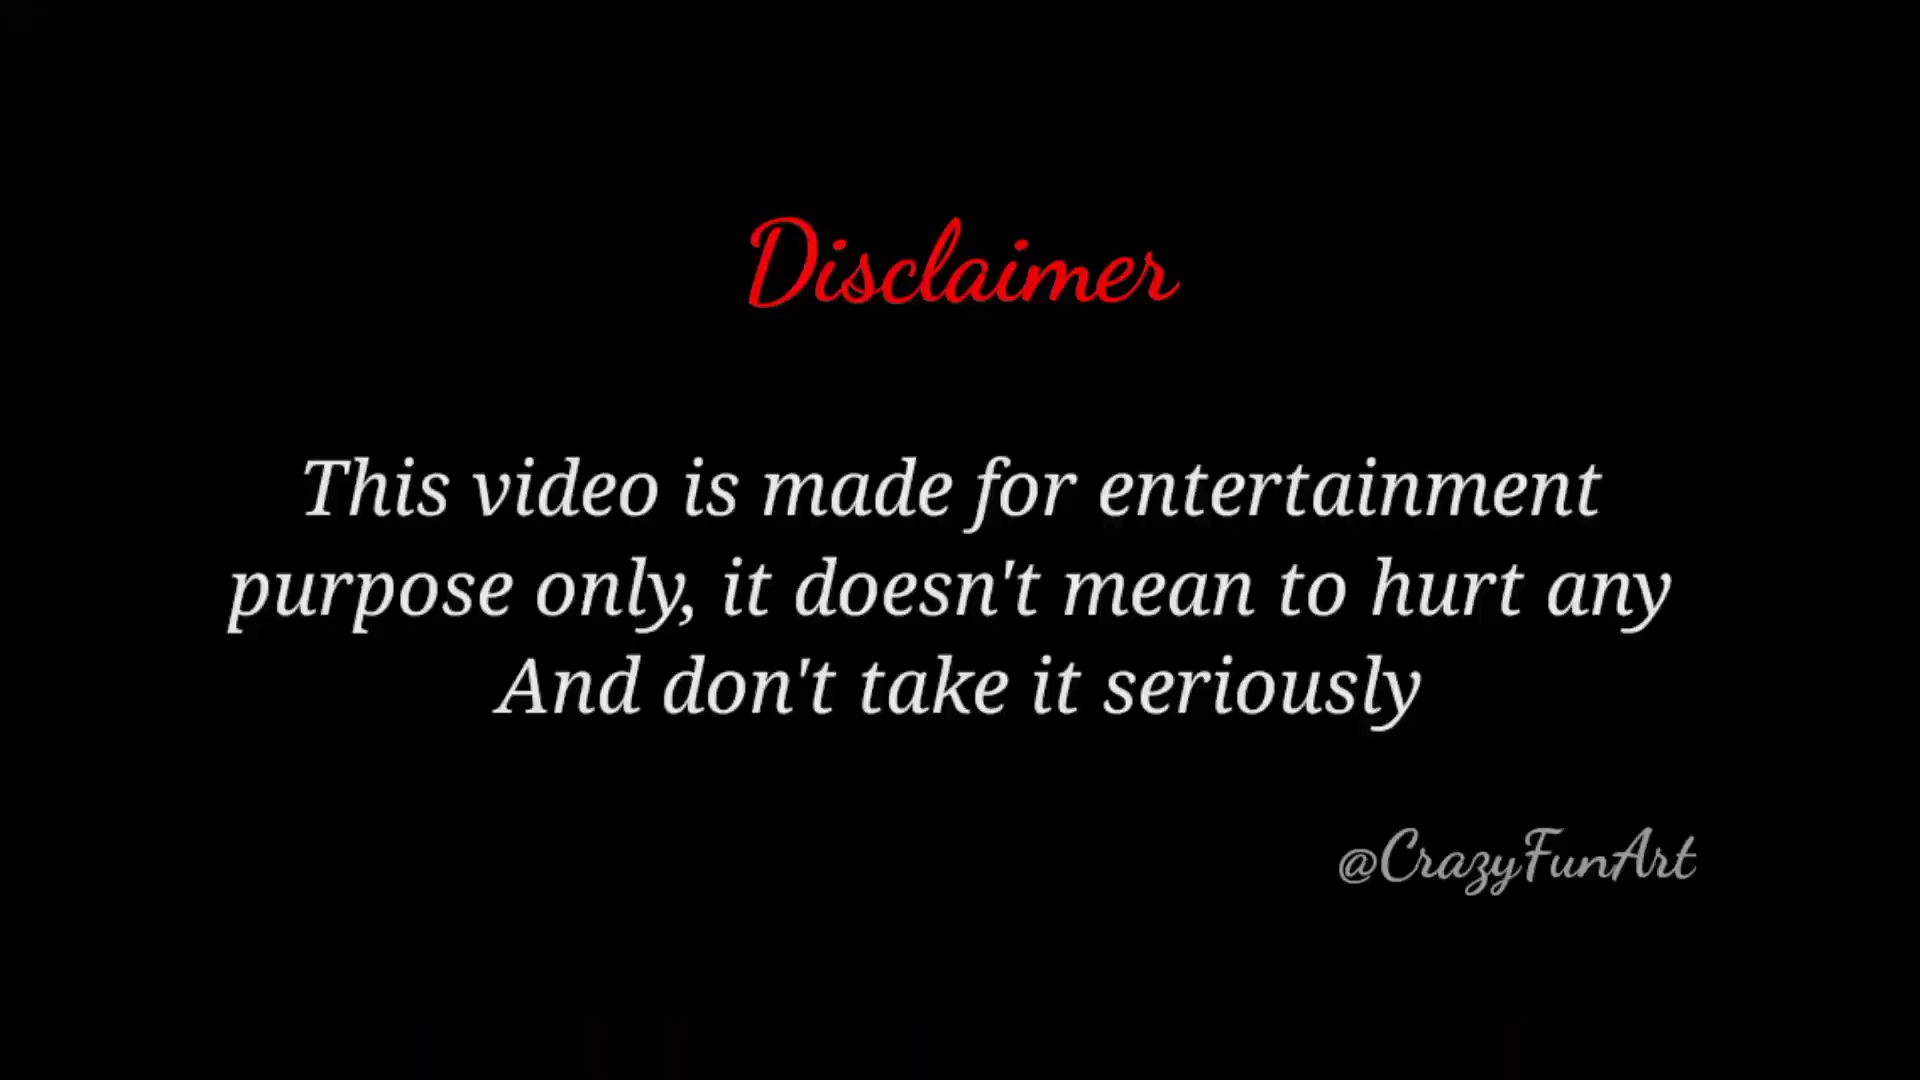 Disclaimer
This video is made for entertainment
purpose only, it doesn't mean to hurt any
And don't take it seriously
@CrazyFunArt